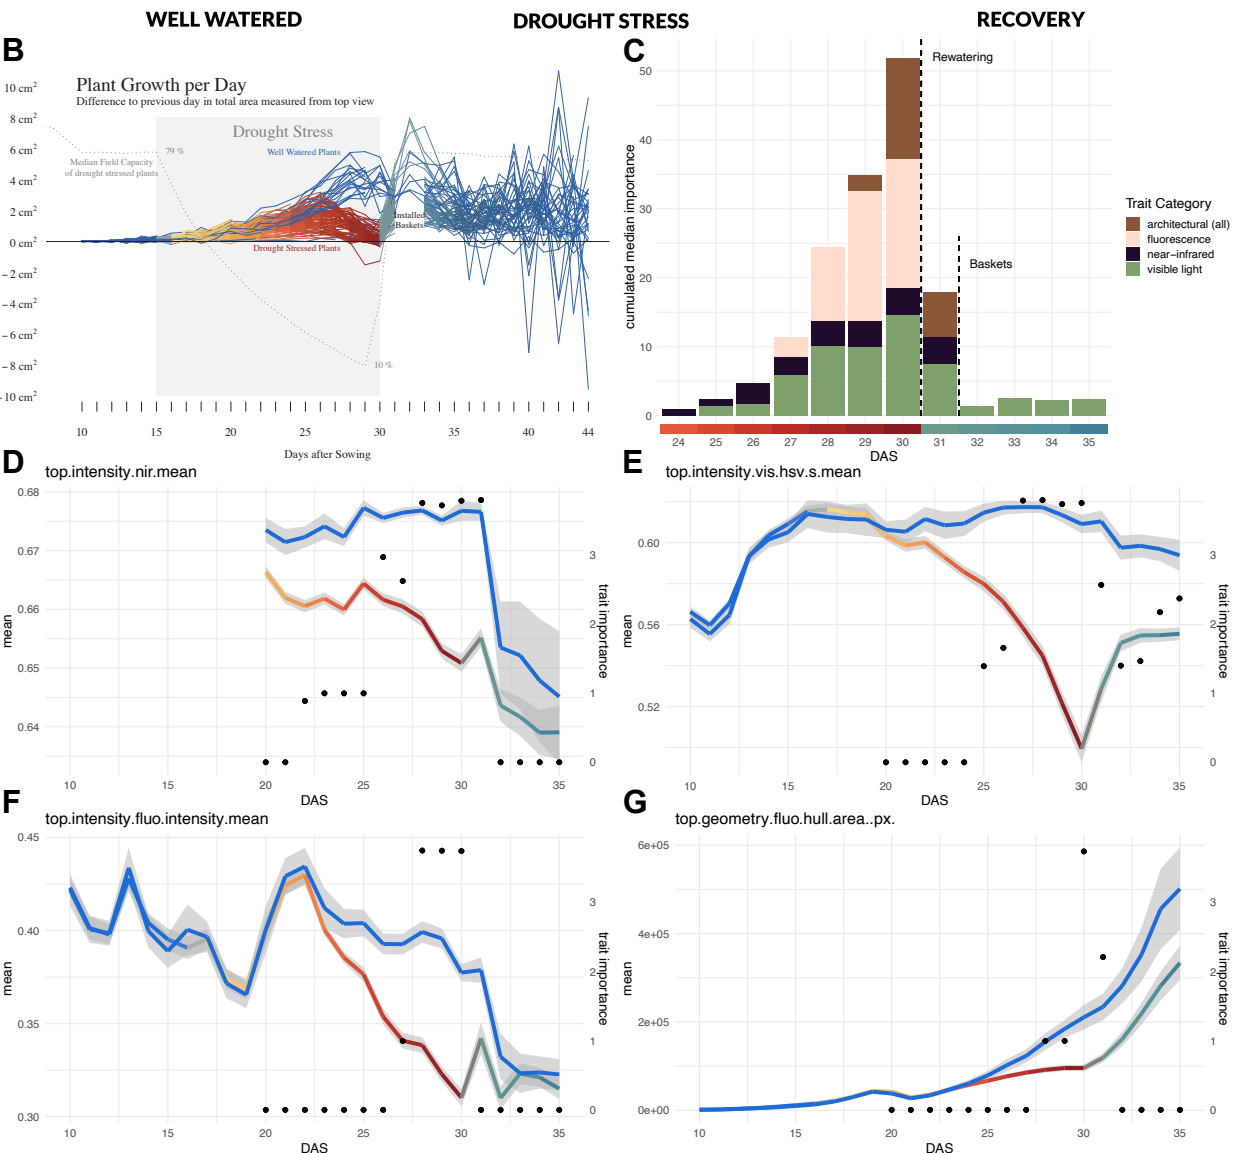 WELL WATERED
DROUGHT STRESS
RECOVERY
B
Plant Growth per Day
Difference to previous day in total area measured from top view
10 cm²
8 cm²
6 cm²
4 cm²
2 cm²
0 cm²
− 2 cm²
− 4 cm²
− 6 cm²
− 8 cm²
- 10 cm²
Drought Stress
79 %
Well Watered Plants
Median Field Capacity
of drought stressed plants
Installed
Baskets
Drought Stressed Plants
10 %
10
15
20
25
30
35
40
44
Days after Sowing
C
Rewatering
Baskets
cumulated median importance
50
40
30
20
10
0
24
25
26
27
28
29
30
31
32
33
34
35
DAS
Trait Category
architectural (all)
fluorescence
near−infrared
visible light
D
top.intensity.nir.mean
0.68
0.67
0.66
0.65
0.64
mean
3
2
1
0
trait importance
10
15
20
25
30
35
DAS
E
top.intensity.vis.hsv.s.mean
0.60
0.56
0.52
mean
3
2
1
0
trait importance
10
15
20
25
30
35
DAS
F
top.intensity.fluo.intensity.mean
0.45
0.40
0.35
0.30
mean
3
2
1
0
trait importance
10
15
20
25
30
35
DAS
G
top.geometry.fluo.hull.area..px.
6e+05
4e+05
2e+05
0e+00
mean
3
2
1
0
trait importance
10
15
20
25
30
35
DAS